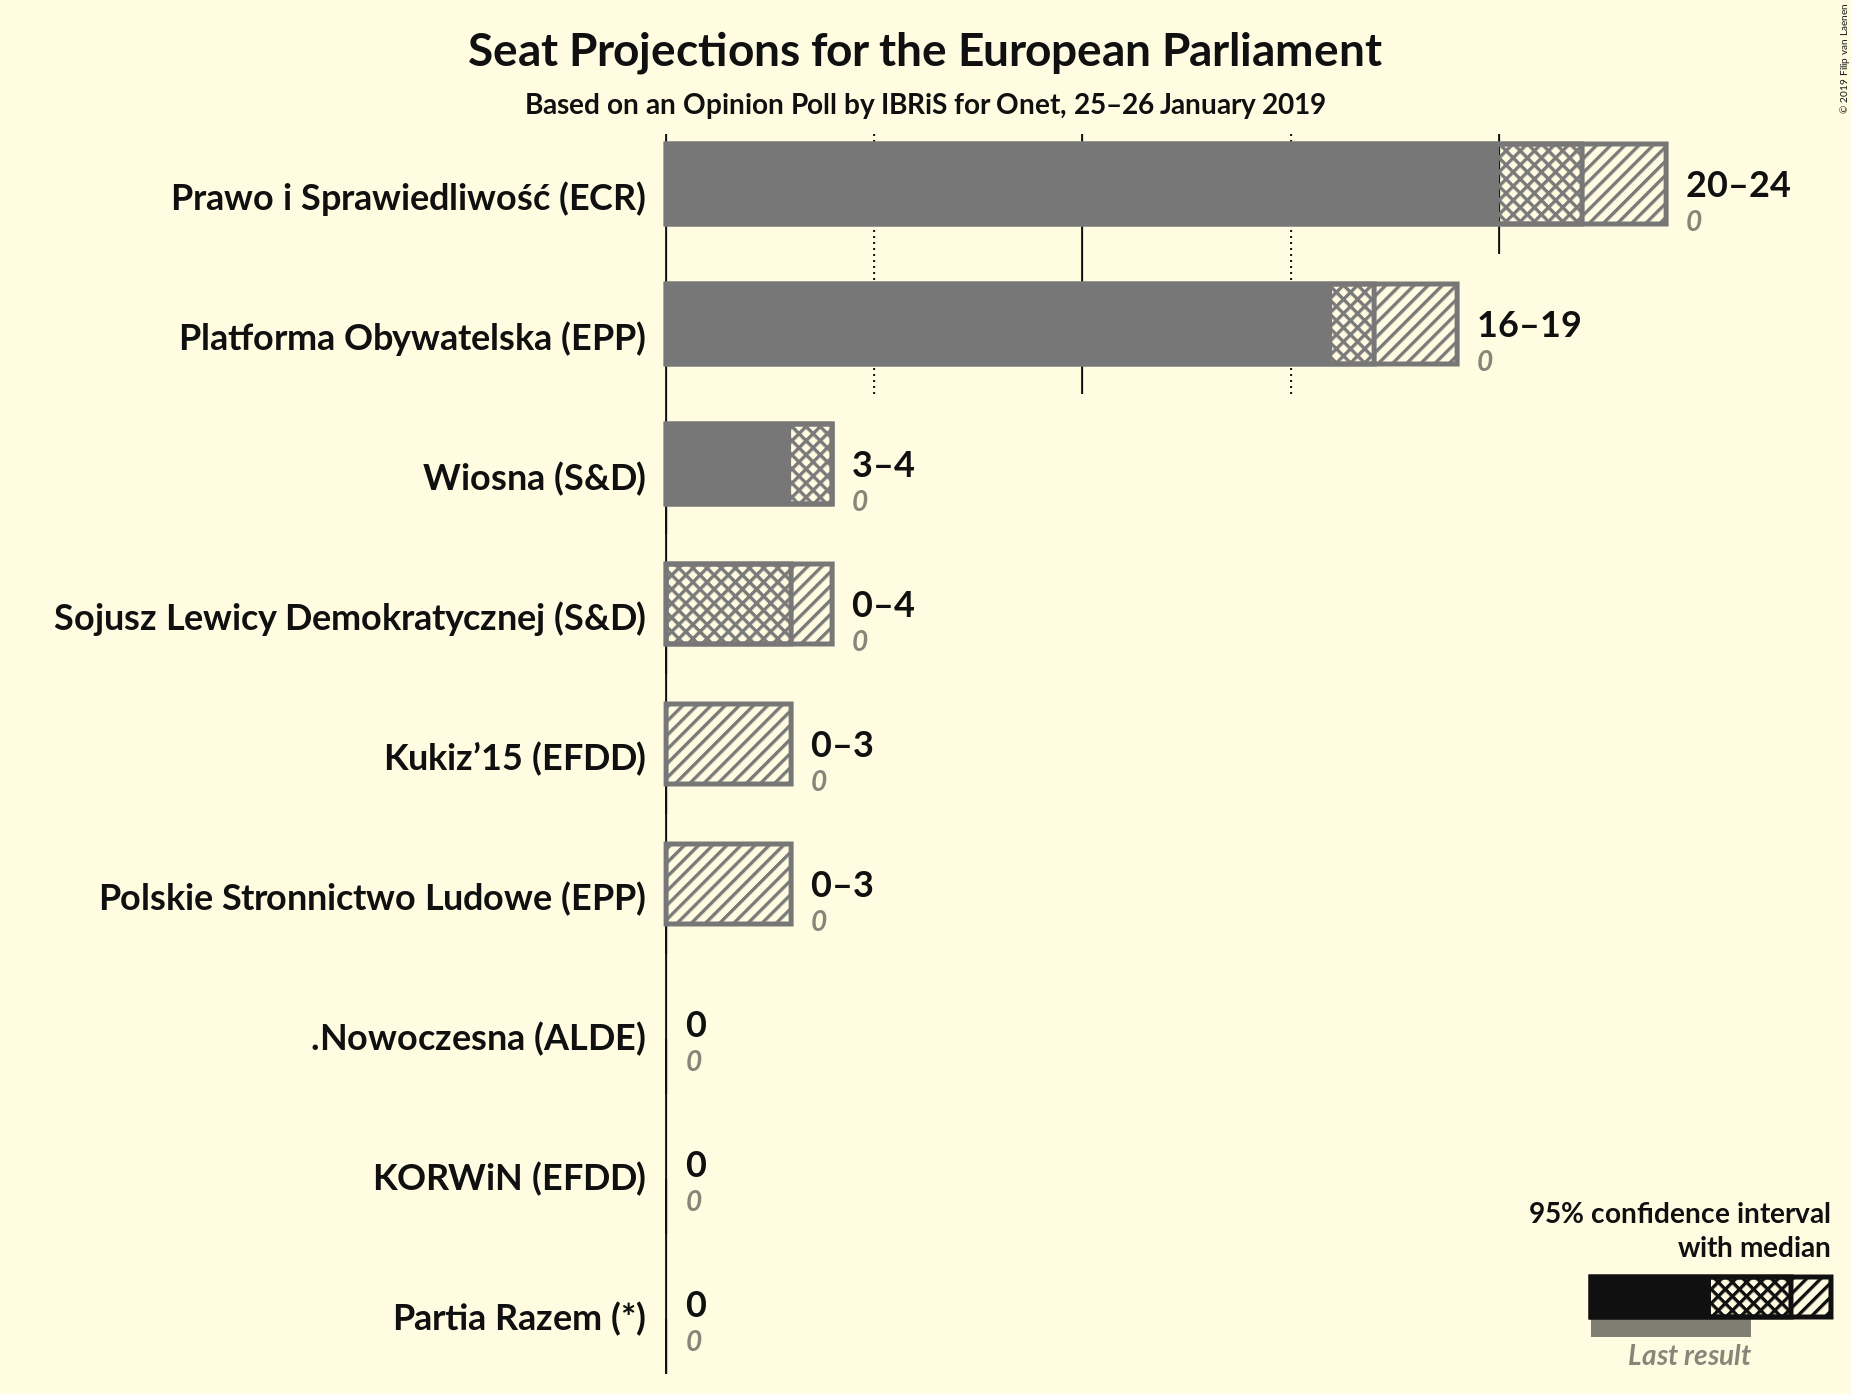 Seat Projections for the European Parliament
Based on an Opinion Poll by IBRiS for Onet, 25–26 January 2019
© 2019 Filip van Laenen
Prawo i Sprawiedliwość (ECR)
20–24
0
Platforma Obywatelska (EPP)
16–19
0
Wiosna (S&D)
3–4
0
Sojusz Lewicy Demokratycznej (S&D)
0–4
0
Kukiz’15 (EFDD)
0–3
0
Polskie Stronnictwo Ludowe (EPP)
0–3
0
.Nowoczesna (ALDE)
0
0
KORWiN (EFDD)
0
0
Partia Razem (*)
0
0
95% confidence interval
with median
Last result